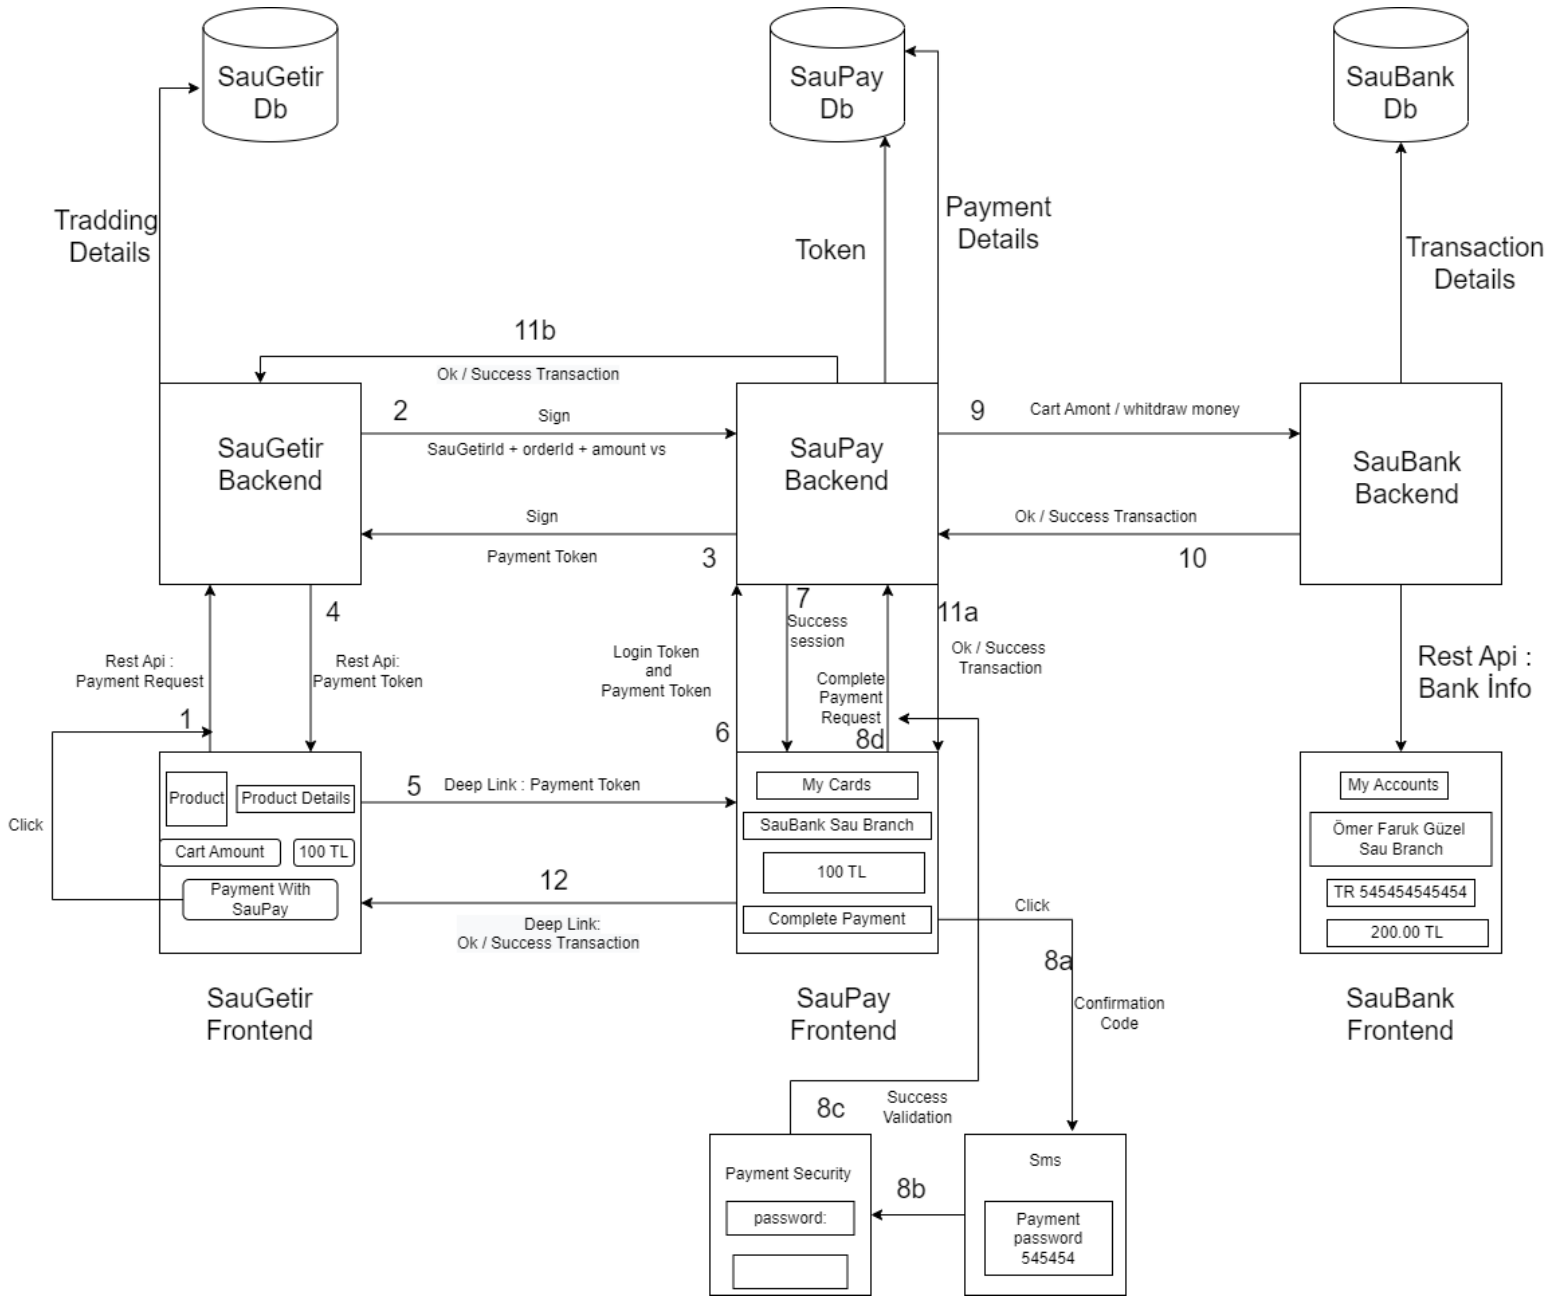 SauGetir
Db
SauPay
Db
SauBank
Db
Tradding
Details
Token
Payment
Details
Transaction
Details
11b
Ok / Success Transaction
SauGetir
Backend
2
Sign
SauGetirId + orderId + amount vs
Sign
Payment Token
3
SauPay
Backend
9
Cart Amont / whitdraw money
Ok / Success Transaction
10
SauBank
Backend
Rest Api :
Payment Request
1
4
Rest Api:
Payment Token
Login Token
and
Payment Token
6
7
Success
session
Complete
Payment
Request
8d
11a
Ok / Success
Transaction
Rest Api :
Bank İnfo
Click
Product
Product Details
Cart Amount
100 TL
Payment With
SauPay
5
Deep Link : Payment Token
12
Deep Link:
Ok / Success Transaction
My Cards
SauBank Sau Branch
100 TL
Complete Payment
Click
8a
Confirmation
Code
My Accounts
Ömer Faruk Güzel
Sau Branch
TR 545454545454
200.00 TL
SauGetir
Frontend
SauPay
Frontend
SauBank
Frontend
8c
Success
Validation
Payment Security
password:
8b
Sms
Payment
password
545454